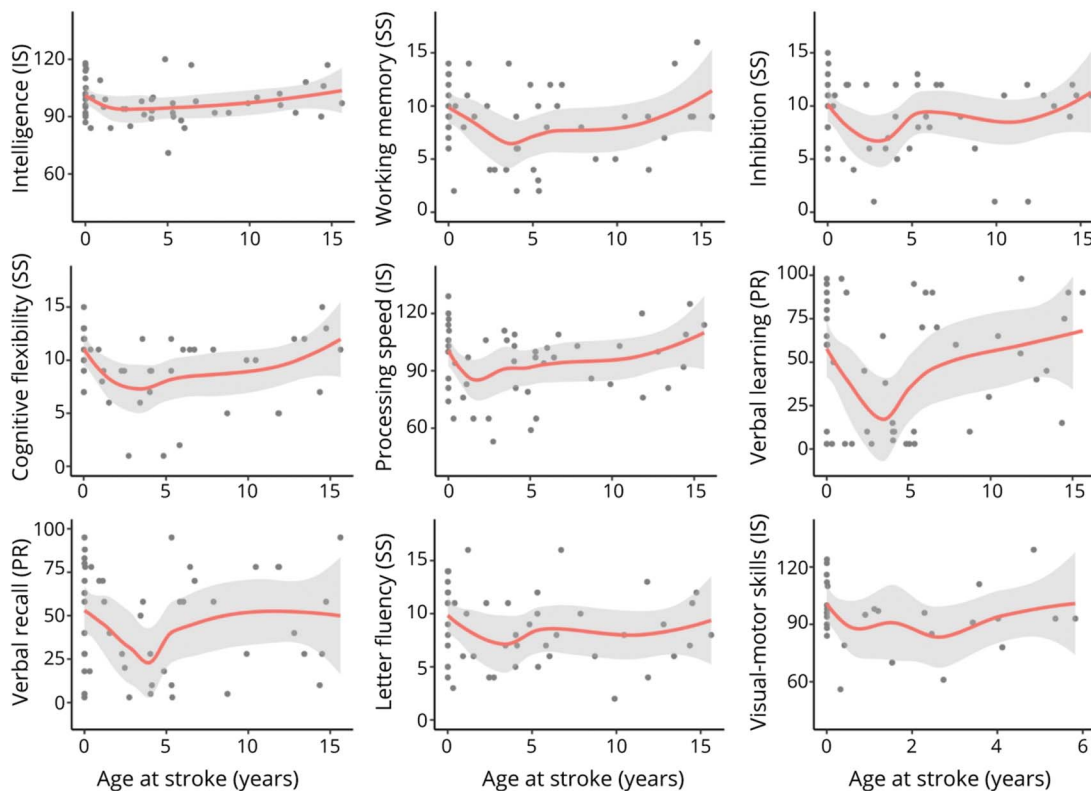 Intelligence (IS)
120
90
60
0 5 10 15
Working memory (SS)
15
10
5
0
0 5 10 15
Inhibition (SS)
15
10
5
0
0 5 10 15
Cognitive flexibility (SS)
15
10
5
0
0 5 10 15
Processing speed (IS)
120
90
60
0 5 10 15
Verbal learning (PR)
100
75
50
25
0
0 5 10 15
Verbal recall (PR)
100
75
50
25
0
0 5 10 15
Age at stroke (years)
Letter fluency (SS)
15
10
5
0
0 5 10 15
Age at stroke (years)
Visual-motor skills (IS)
120
90
60
0 2 4 6
Age at stroke (years)